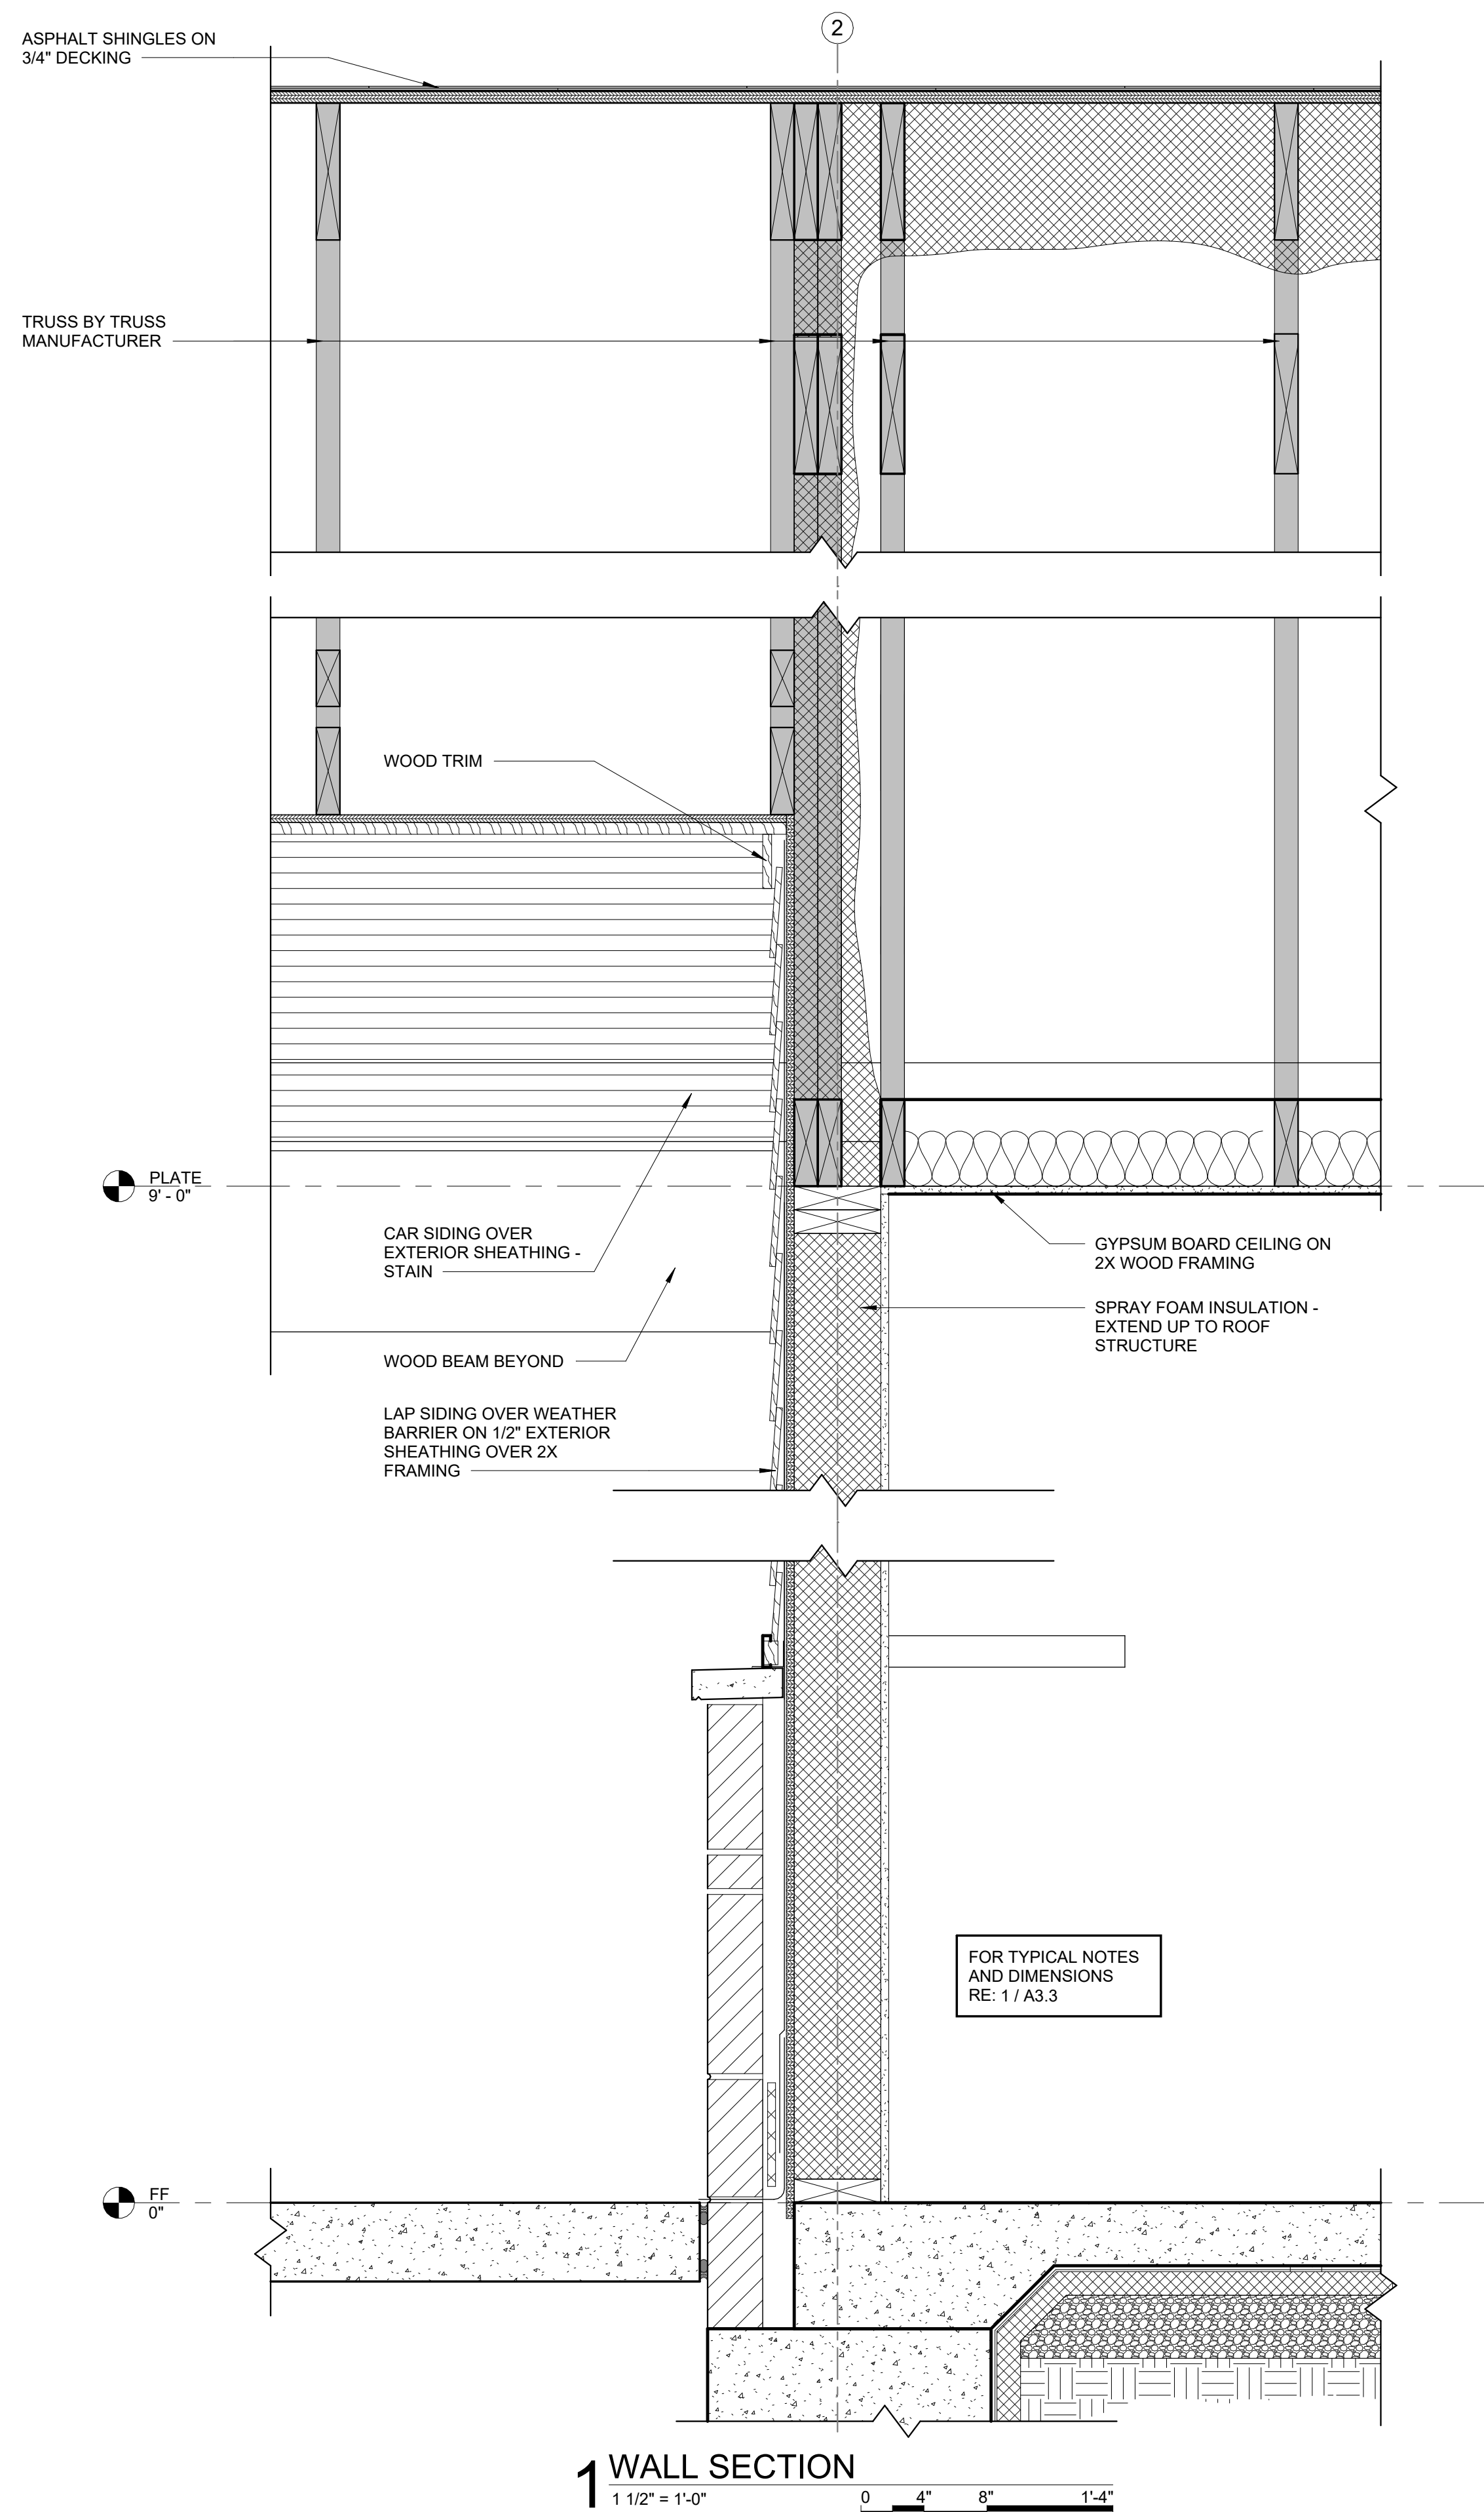 2
ASPHALT SHINGLES ON
3/4" DECKING
TRUSS BY TRUSS
MANUFACTURER
WOOD TRIM
PLATE
9' - 0"
CAR SIDING OVER
EXTERIOR SHEATHING -
STAIN
GYPSUM BOARD CEILING ON
2X WOOD FRAMING
SPRAY FOAM INSULATION -
EXTEND UP TO ROOF
STRUCTURE
WOOD BEAM BEYOND
LAP SIDING OVER WEATHER
BARRIER ON 1/2" EXTERIOR
SHEATHING OVER 2X
FRAMING
FOR TYPICAL NOTES
AND DIMENSIONS
RE: 1 / A3.3
FF
0"
1 WALL SECTION
1 1/2" = 1'-0"
0 4" 8" 1'-4"